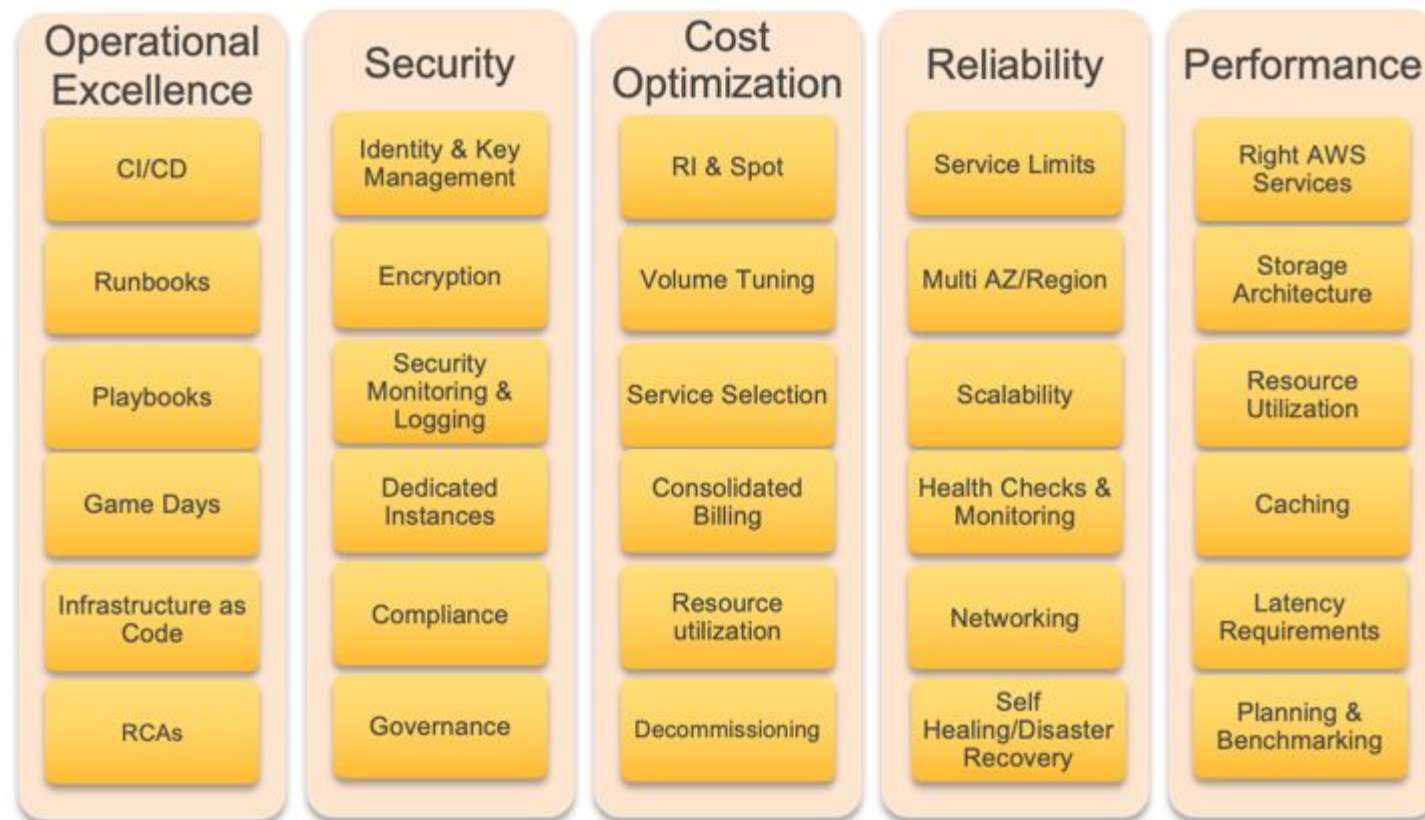 Operational
Excellence
CI/CD
Runbooks
Playbooks
Game Days
Infrastructure as
Code
RCAs
Security
Identity & Key
Management
Encryption
Security
Monitoring &
Logging
Dedicated
Instances
Compliance
Governance
Cost
Optimization
RI & Spot
Volume Tuning
Service Selection
Consolidated
Billing
Resource
utilization
Decommissioning
Reliability
Service Limits
Multi AZ/Region
Scalability
Health Checks &
Monitoring
Networking
Self
Healing/Disaster
Recovery
Performance
Right AWS
Services
Storage
Architecture
Resource
Utilization
Caching
Latency
Requirements
Planning &
Benchmarking